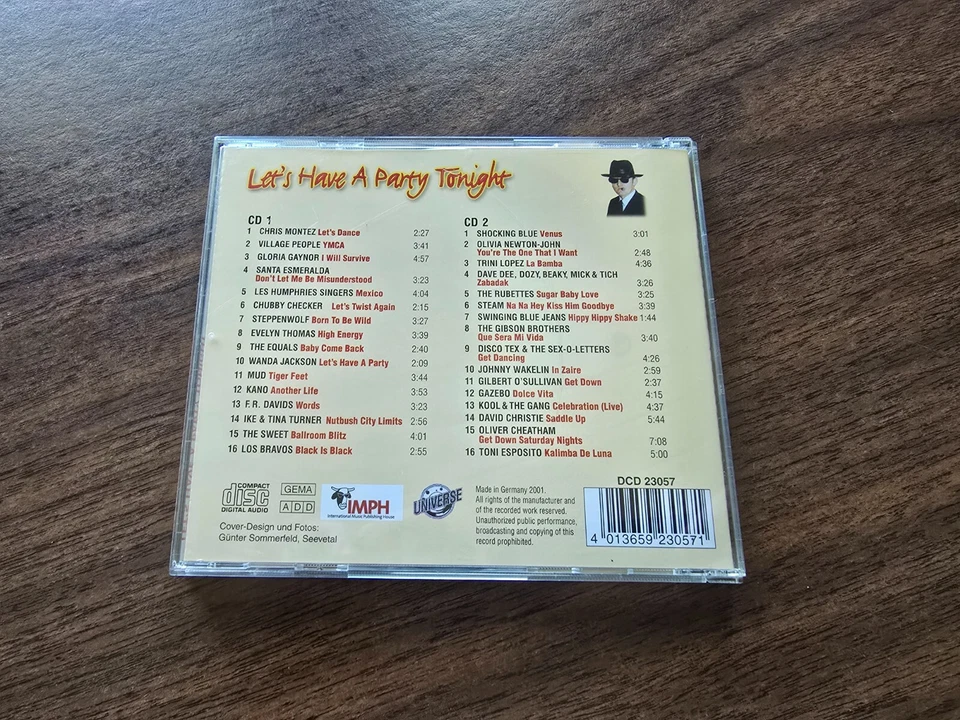 Let's Have A Party Tonight
CD 1
1 CHRIS MONTEZ Let's Dance 2:27
2 VILLAGE PEOPLE YMCA 3:41
3 GLORIA GAYNOR I Will Survive 4:57
4 SANTA ESMERALDA
Don't Let Me Be Misunderstood 3:23
5 LES HUMPHRIES SINGERS Mexico 4:04
6 CHUBBY CHECKER Let's Twist Again 2:15
7 STEPPENWOLF Born To Be Wild 3:27
8 EVELYN THOMAS High Energy 3:39
9 THE EQUALS Baby Come Back 2:40
10 WANDA JACKSON Let's Have A Party 2:09
11 MUD Tiger Feet 3:44
12 KANO Another Life 3:53
13 F.R. DAVIDS Words 3:23
14 IKE & TINA TURNER Nutbush City Limits 2:56
15 THE SWEET Ballroom Blitz 4:01
16 LOS BRAVOS Black Is Black 2:55
CD 2
1 SHOCKING BLUE Venus 3:01
2 OLIVIA NEWTON-JOHN
You're The One That I Want 2:48
3 TRINI LOPEZ La Bamba 4:36
4 DAVE DEE, DOZY, BEAKY, MICK & TICH
Zabadak 3:26
5 THE RUBETTES Sugar Baby Love 3:25
6 STEAM Na Na Hey Kiss Him Goodbye 3:39
7 SWINGING BLUE JEANS Hippy Hippy Shake 1:44
8 THE GIBSON BROTHERS
Que Sera Mi Vida 3:40
9 DISCO TEX & THE SEX-O-LETTERS
Get Dancing 4:26
10 JOHNNY WAKELIN In Zaire 2:59
11 GILBERT O'SULLIVAN Get Down 2:37
12 GAZEBO Dolce Vita 4:15
13 KOOL & THE GANG Celebration (Live) 4:37
14 DAVID CHRISTIE Saddle Up 5:44
15 OLIVER CHEATHAM
Get Down Saturday Nights 7:08
16 TONI ESPOSITO Kalimba De Luna 5:00
COMPACT
disc
DIGITAL AUDIO
GEMA
ADD
IMPH
International Music Publishing House
UNIVERSE
Made in Germany 2001.
All rights of the manufacturer and
of the recorded work reserved.
Unauthorized public performance,
broadcasting and copying of this
record prohibited.
DCD 23057
4 013659 230571
Cover-Design und Fotos:
Günter Sommerfeld, Seevetal